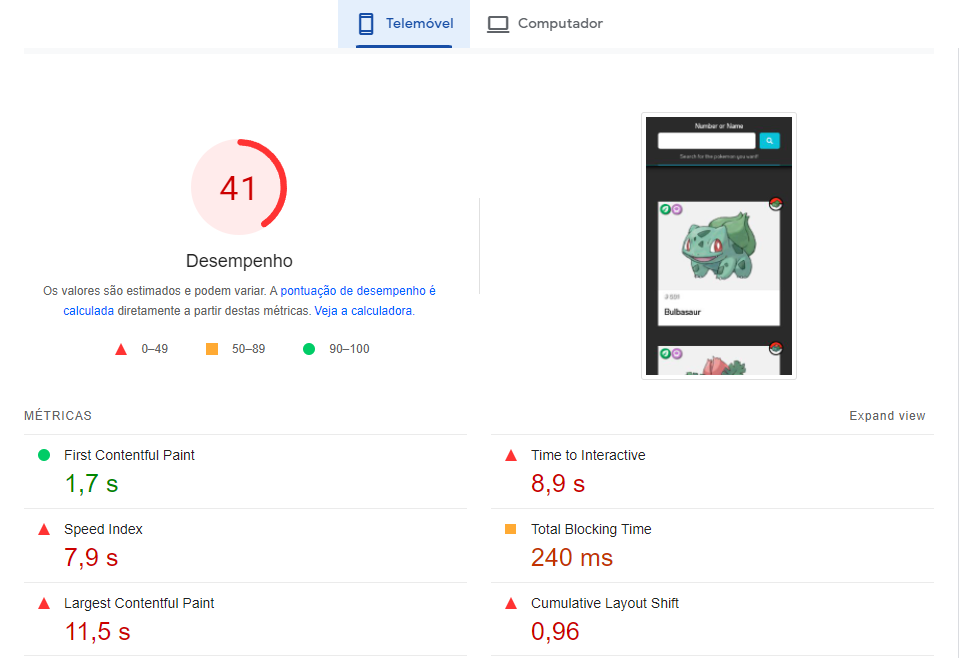 Telemóvel Computador
41
Desempenho
Os valores são estimados e podem variar. A pontuação de desempenho é
calculada diretamente a partir destas métricas. Veja a calculadora.
0–49 50–89 90–100
Number or Name
Search for the pokemon you want!
Bulbasaur
MÉTRICAS Expand view
First Contentful Paint
1,7 s
Time to Interactive
8,9 s
Speed Index
7,9 s
Total Blocking Time
240 ms
Largest Contentful Paint
11,5 s
Cumulative Layout Shift
0,96